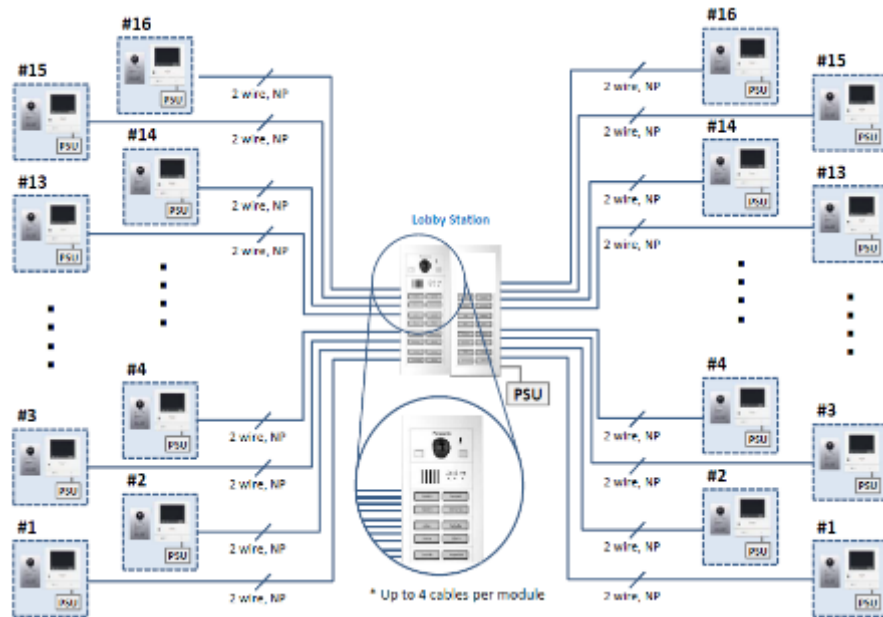 #16
#16
#15
PSU
2 wire, NP
2 wire, NP
PSU
#15
#14
PSU
2 wire, NP
2 wire, NP
#14
PSU
#13
PSU
2 wire, NP
2 wire, NP
PSU
#13
PSU
2 wire, NP
Lobby Station
2 wire, NP
PSU
#4
PSU
#4
#3
PSU
2 wire, NP
2 wire, NP
PSU
#3
PSU
2 wire, NP
2 wire, NP
PSU
#2
#2
#1
PSU
2 wire, NP
2 wire, NP
PSU
#1
PSU
2 wire, NP
* Up to 4 cables per module
2 wire, NP
PSU